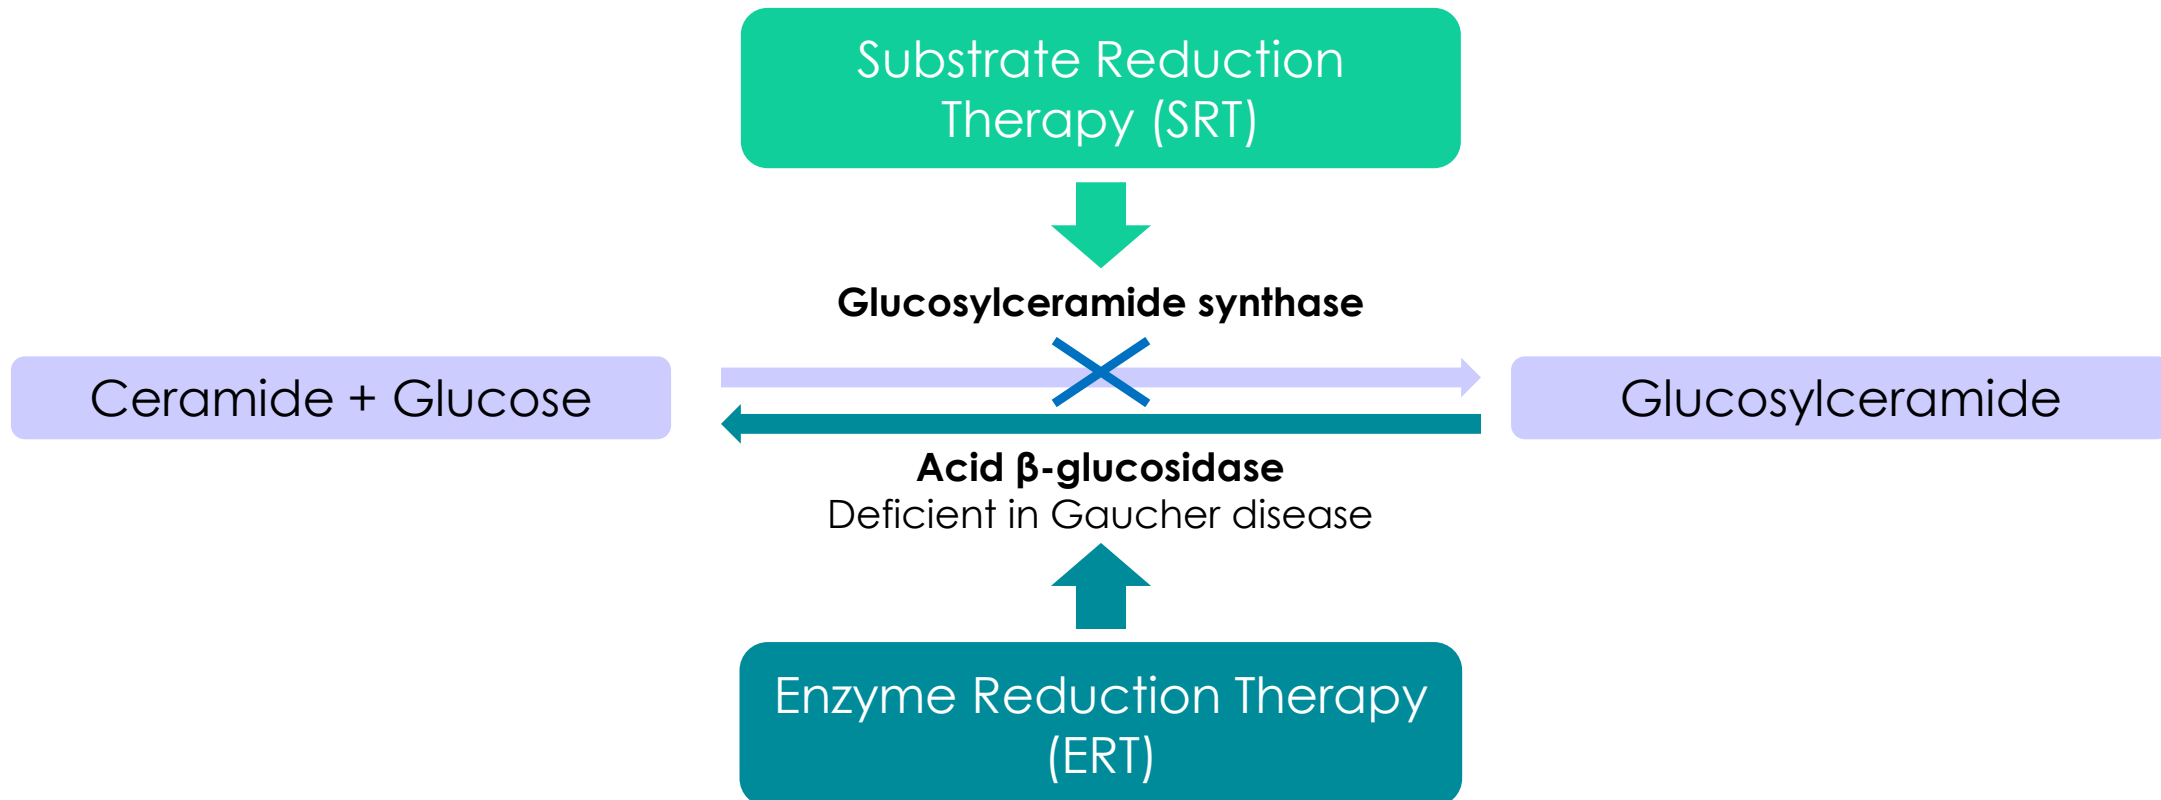 Substrate Reduction
Therapy (SRT)
Glucosylceramide synthase
Ceramide + Glucose
Glucosylceramide
Acid β-glucosidase
Deficient in Gaucher disease
Enzyme Reduction Therapy
(ERT)